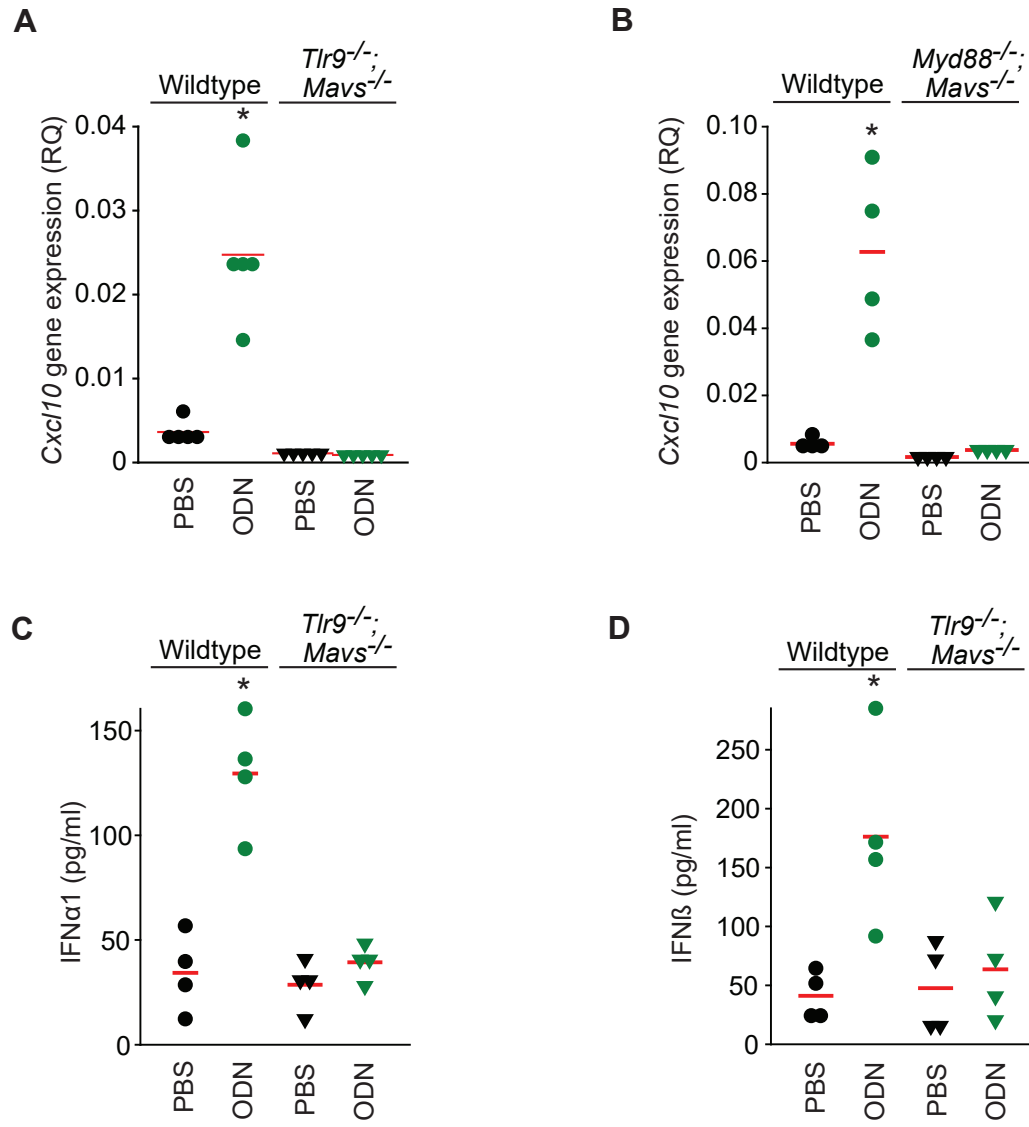 A
Wildtype
Tlr9-/-;
Mavs-/-
*
Cxcl10 gene expression (RQ)
0.04
0.03
0.02
0.01
0
PBS
ODN
PBS
ODN
B
Wildtype
Myd88-/-;
Mavs-/-
*
Cxcl10 gene expression (RQ)
0.10
0.08
0.06
0.04
0.02
0
PBS
ODN
PBS
ODN
C
Wildtype
Tlr9-/-;
Mavs-/-
*
IFNα1 (pg/ml)
150
100
50
0
PBS
ODN
PBS
ODN
D
Wildtype
Tlr9-/-;
Mavs-/-
*
IFNß (pg/ml)
250
200
150
100
50
0
PBS
ODN
PBS
ODN